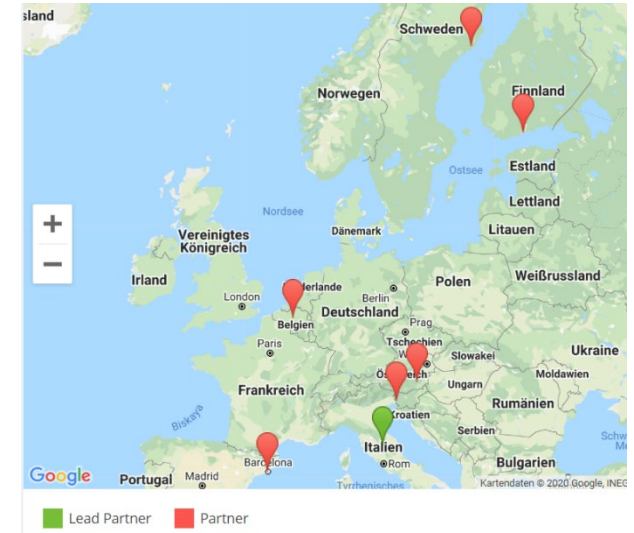 sland
Schweden
Finnland
Norwegen
Estland
Ostsee
Lettland
Nordsee
Dänemark
Litauen
Vereinigtes
Königreich
+
−
Irland
London
Berlin
Polen
Weißrussland
Belgien
Deutschland
Prag
Paris
Tschechien
Slowakei
Ukraine
Moldawien
Ungarn
Frankreich
Rumänien
Kroatien
Biskaya
Serbien
Italien
Barcelona
Rom
Bulgarien
Google
Portugal
Madrid
Tyrrhenisches
Kartendaten © 2020 Google, INEG
Lead Partner
Partner